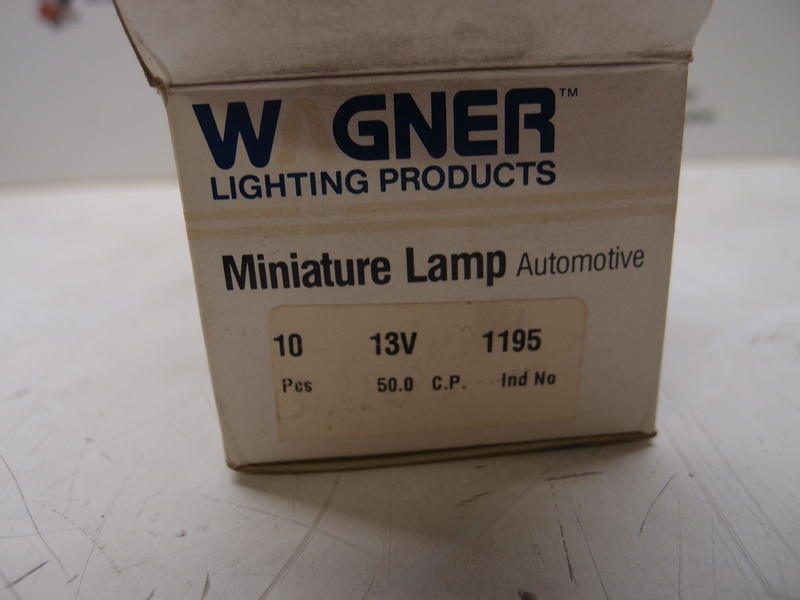 WAGNER™
LIGHTING PRODUCTS
Miniature Lamp Automotive
10 13V 1195
Pcs 50.0 C.P. Ind No